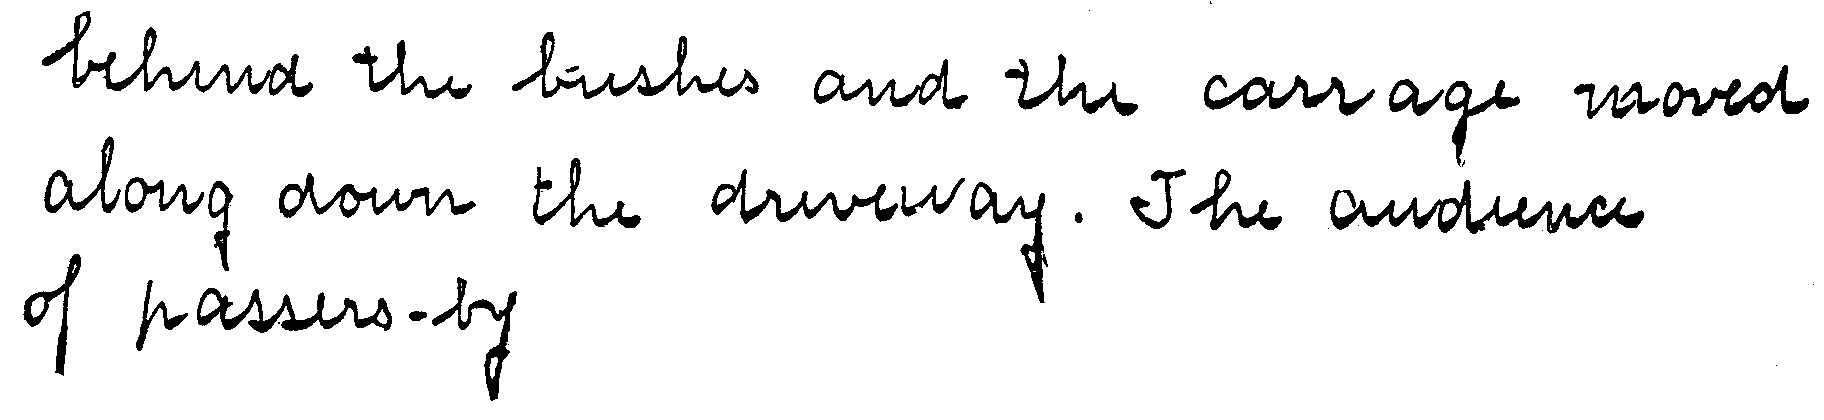 behind the bushes and the carriage moved
along down the driveway. The audience
of passers-by